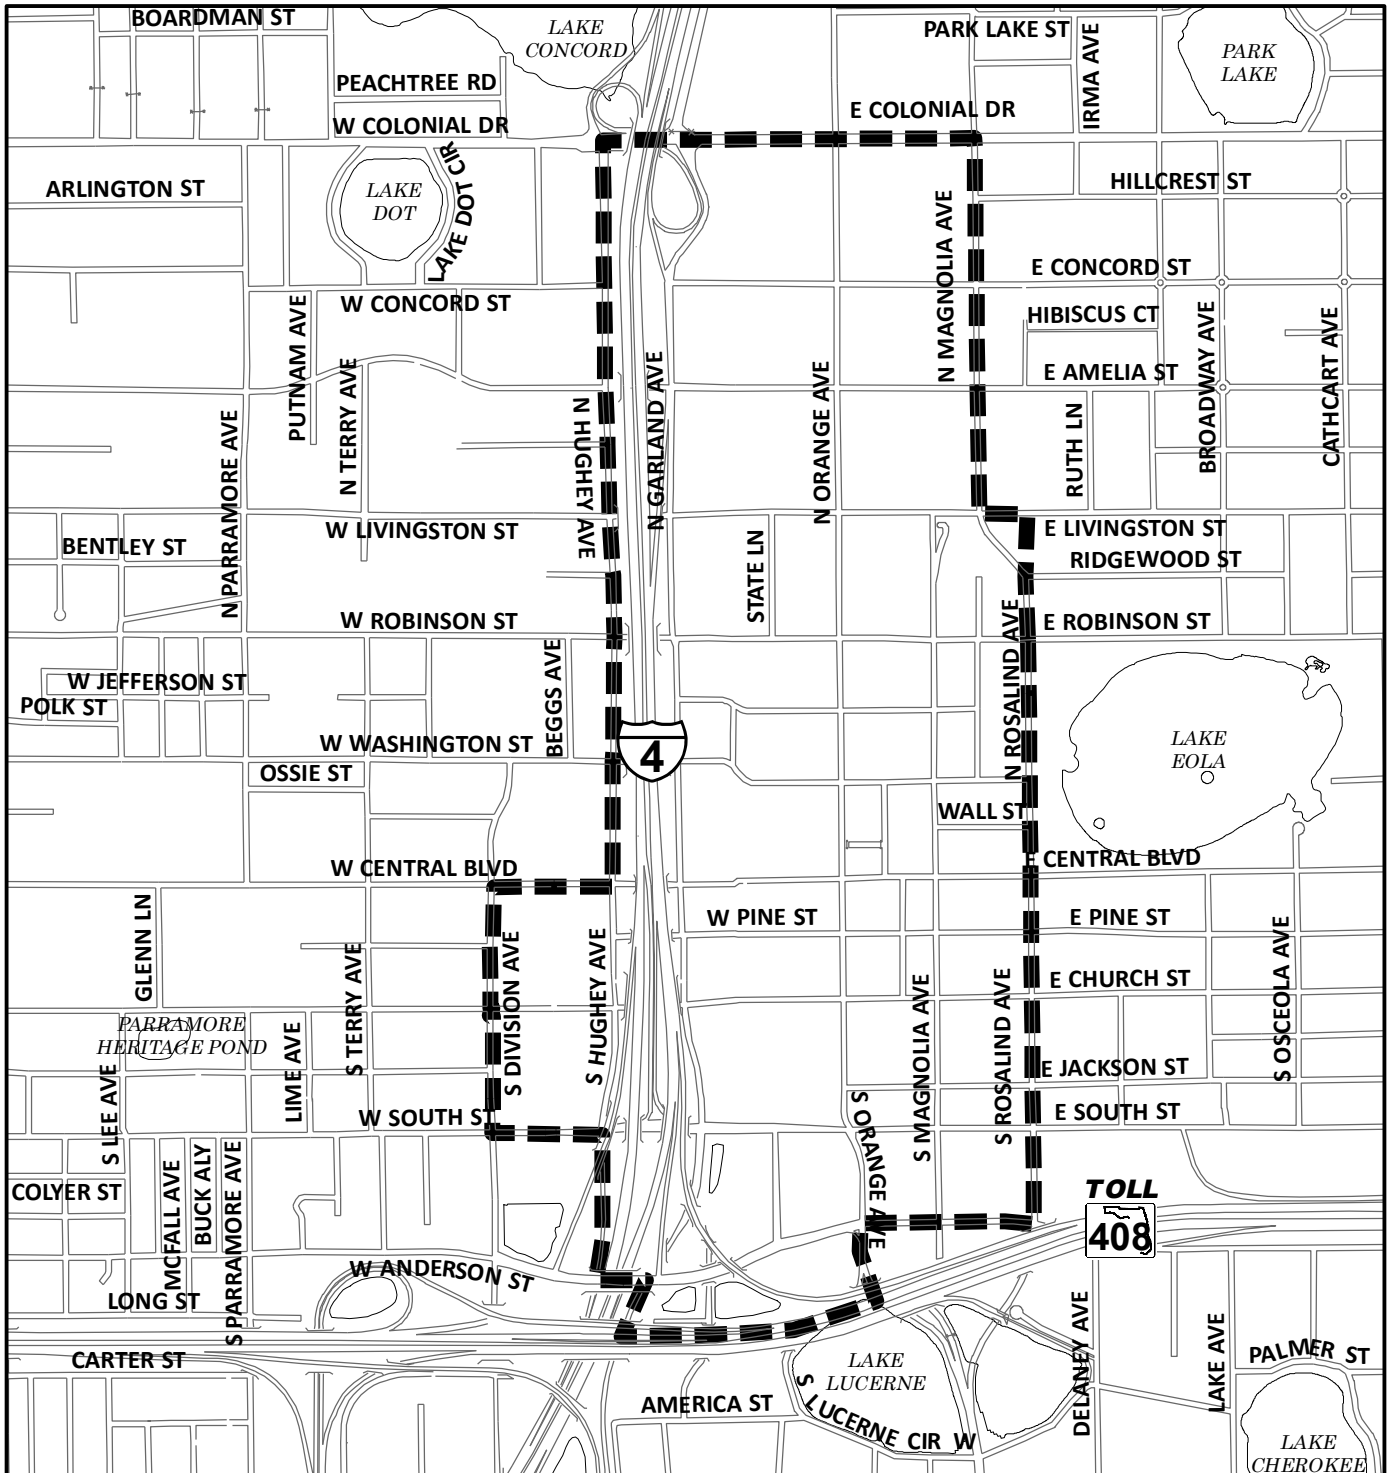 BOARDMAN ST
LAKE
CONCORD
PARK LAKE ST
IRMA AVE
PARK
LAKE
PEACHTREE RD
W COLONIAL DR
E COLONIAL DR
ARLINGTON ST
LAKE
DOT
LAKE DOT CIR
HILLCREST ST
N MAGNOLIA AVE
E CONCORD ST
W CONCORD ST
PUTNAM AVE
HIBISCUS CT
BROADWAY AVE
CATHCART AVE
N TERRY AVE
N GARLAND AVE
N ORANGE AVE
E AMELIA ST
N PARRAMORE AVE
N HUGHEY AVE
RUTH LN
W LIVINGSTON ST
E LIVINGSTON ST
BENTLEY ST
STATE LN
RIDGEWOOD ST
W ROBINSON ST
N ROSALIND AVE
E ROBINSON ST
BEGGS AVE
W JEFFERSON ST
POLK ST
W WASHINGTON ST
4
LAKE
EOLA
OSSIE ST
WALL ST
W CENTRAL BLVD
E CENTRAL BLVD
GLENN LN
W PINE ST
E PINE ST
S TERRY AVE
S DIVISION AVE
S HUGHEY AVE
S MAGNOLIA AVE
S ROSALIND AVE
E CHURCH ST
S OSCEOLA AVE
PARRAMORE
HERITAGE POND
LIME AVE
S LEE AVE
E JACKSON ST
W SOUTH ST
S ORANGE AVE
E SOUTH ST
COLYER ST
MCFALL AVE
BUCK ALY
S PARRAMORE AVE
TOLL
408
W ANDERSON ST
LONG ST
CARTER ST
LAKE
LUCERNE
DELANEY AVE
LAKE AVE
PALMER ST
AMERICA ST
S LUCERNE CIR W
LAKE
CHEROKEE